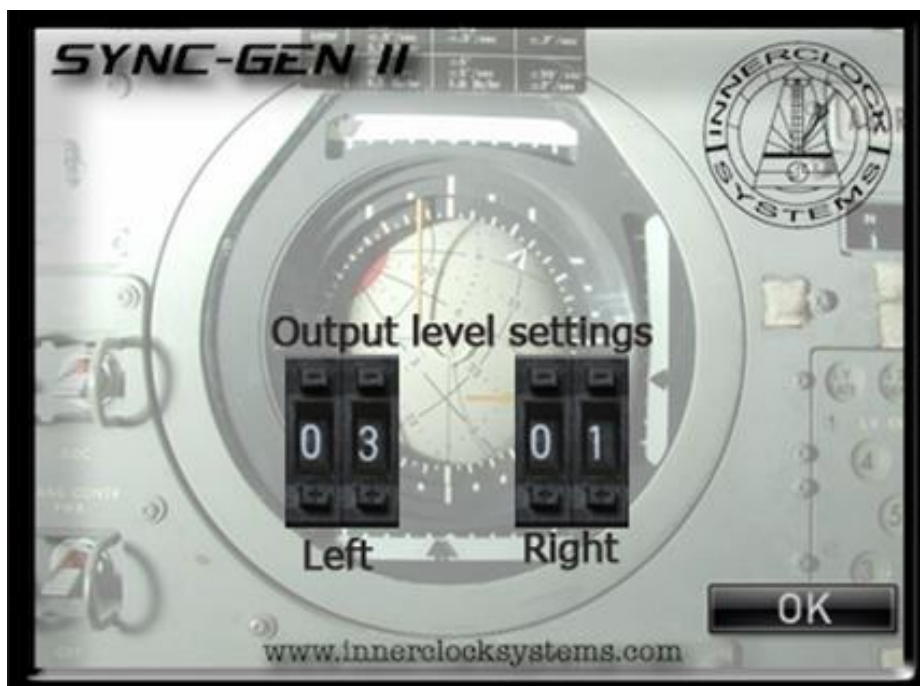 SYNC-GEN II
INNERCLOCK
SYSTEMS
Output level settings
0 3
0 1
Left
Right
OK
www.innerclocksystems.com